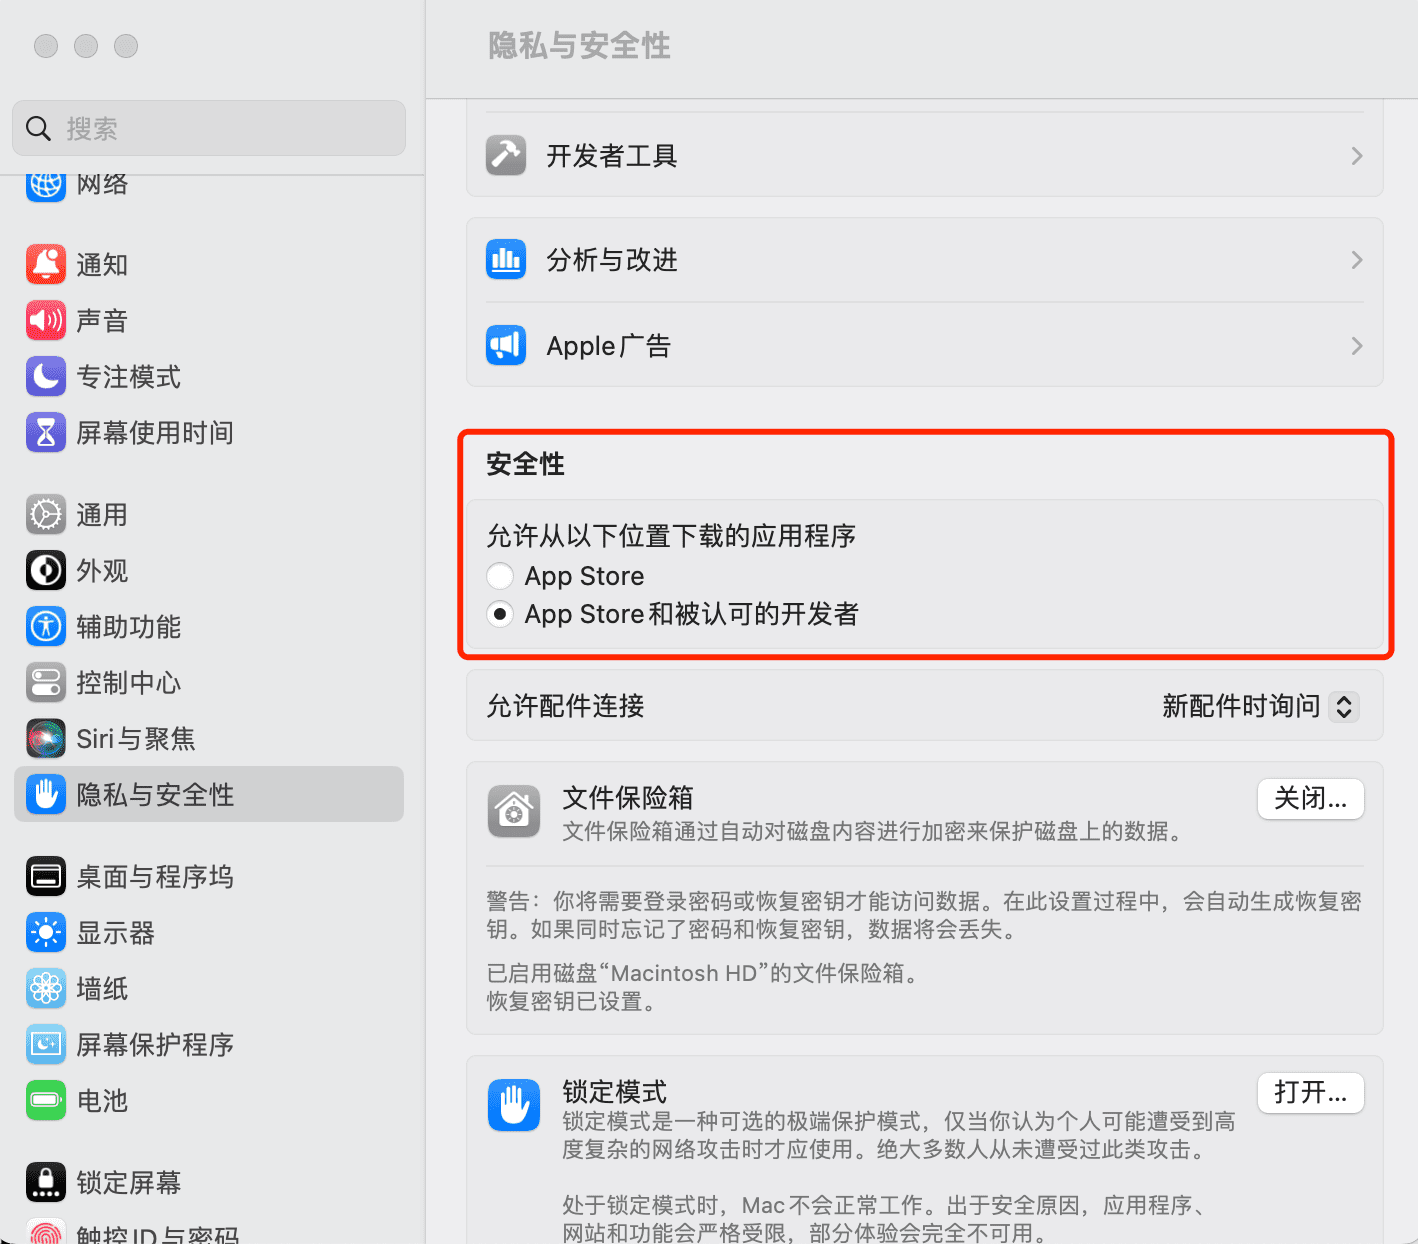 搜索
网络
通知
声音
专注模式
屏幕使用时间
通用
外观
辅助功能
控制中心
Siri与聚焦
隐私与安全性
桌面与程序坞
显示器
墙纸
屏幕保护程序
电池
锁定屏幕
触控ID与密码
隐私与安全性
开发者工具
分析与改进
Apple广告
安全性
允许从以下位置下载的应用程序
App Store
App Store和被认可的开发者
允许配件连接
新配件时询问
文件保险箱
关闭...
文件保险箱通过自动对磁盘内容进行加密来保护磁盘上的数据。
警告：你将需要登录密码或恢复密钥才能访问数据。在此设置过程中，会自动生成恢复密
钥。如果同时忘记了密码和恢复密钥，数据将会丢失。
已启用磁盘“Macintosh HD”的文件保险箱。
恢复密钥已设置。
锁定模式
打开...
锁定模式是一种可选的极端保护模式，仅当你认为个人可能遭受到高
度复杂的网络攻击时才应使用。绝大多数人从未遭受过此类攻击。
处于锁定模式时，Mac不会正常工作。出于安全原因，应用程序、
网站和功能会严格受限，部分体验会完全不可用。